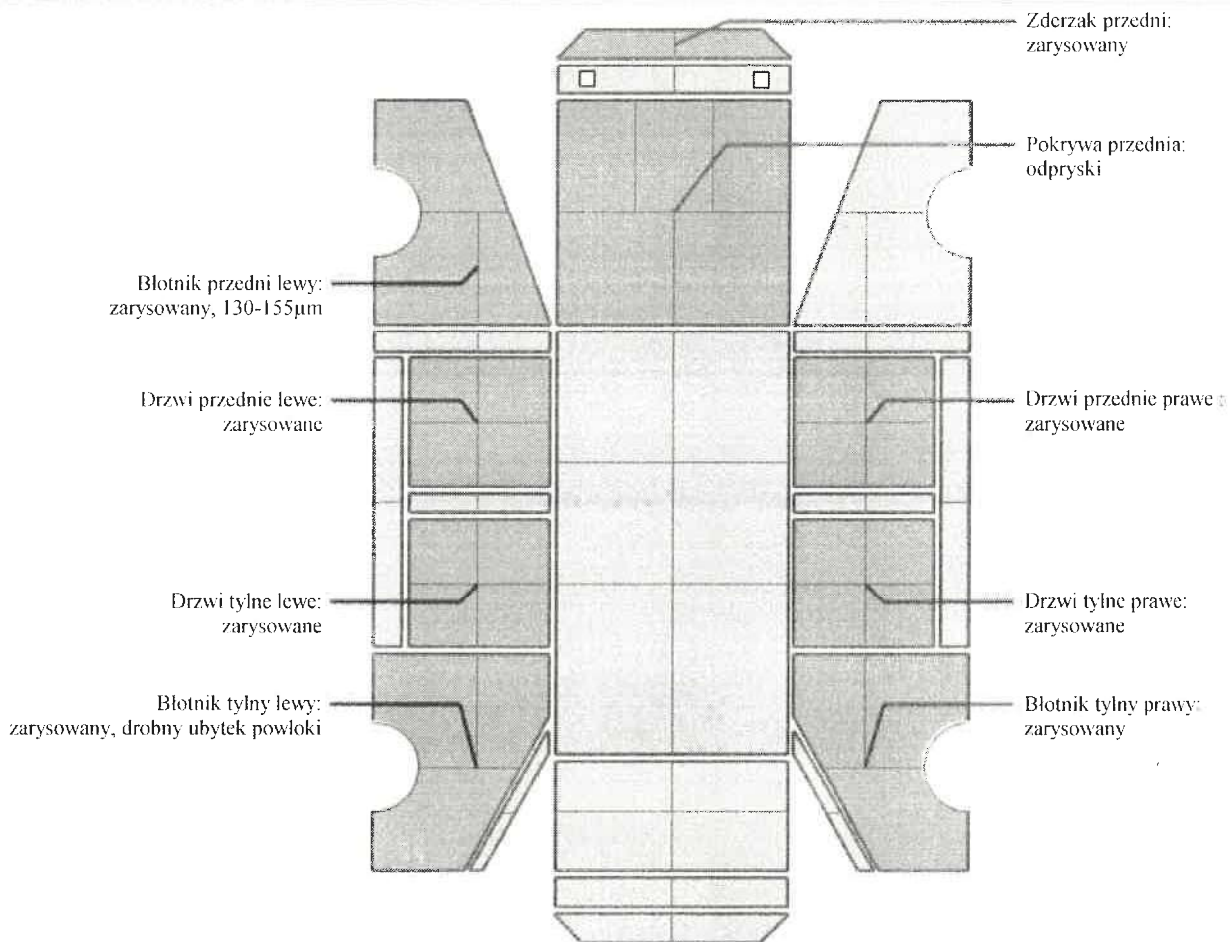 Zderzak przedni:
zarysowany
Pokrywa przednia:
odpryski
Błotnik przedni lewy:
zarysowany, 130-155µm
Drzwi przednie lewe:
zarysowane
Drzwi przednie prawe:
zarysowane
Drzwi tylne lewe:
zarysowane
Drzwi tylne prawe:
zarysowane
Błotnik tylny lewy:
zarysowany, drobny ubytek powłoki
Błotnik tylny prawy:
zarysowany